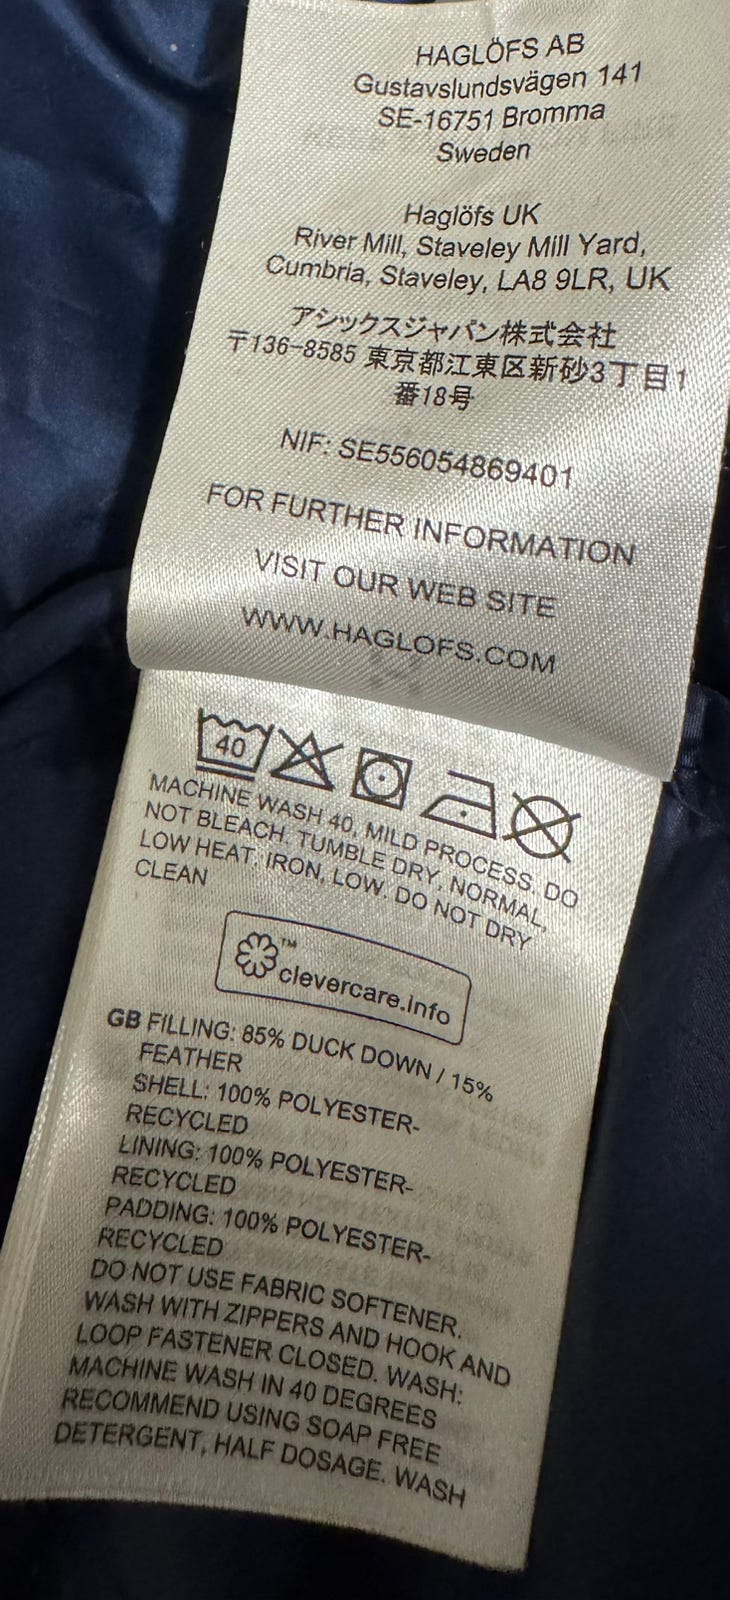 HAGLÖFS AB
Gustavslundsvägen 141
SE-16751 Bromma
Sweden
Haglöfs UK
River Mill, Staveley Mill Yard,
Cumbria, Staveley, LA8 9LR, UK
アシックスジャパン株式会社
〒136-8585 東京都江東区新砂3丁目1
番18号
NIF: SE556054869401
FOR FURTHER INFORMATION
VISIT OUR WEB SITE
WWW.HAGLOFS.COM
40
MACHINE WASH 40, MILD PROCESS. DO
NOT BLEACH. TUMBLE DRY, NORMAL,
LOW HEAT. IRON, LOW. DO NOT DRY
CLEAN
™ clevercare.info
GB FILLING: 85% DUCK DOWN / 15%
FEATHER
SHELL: 100% POLYESTER-
RECYCLED
LINING: 100% POLYESTER-
RECYCLED
PADDING: 100% POLYESTER-
RECYCLED
DO NOT USE FABRIC SOFTENER.
WASH WITH ZIPPERS AND HOOK AND
LOOP FASTENER CLOSED. WASH:
MACHINE WASH IN 40 DEGREES
RECOMMEND USING SOAP FREE
DETERGENT, HALF DOSAGE. WASH